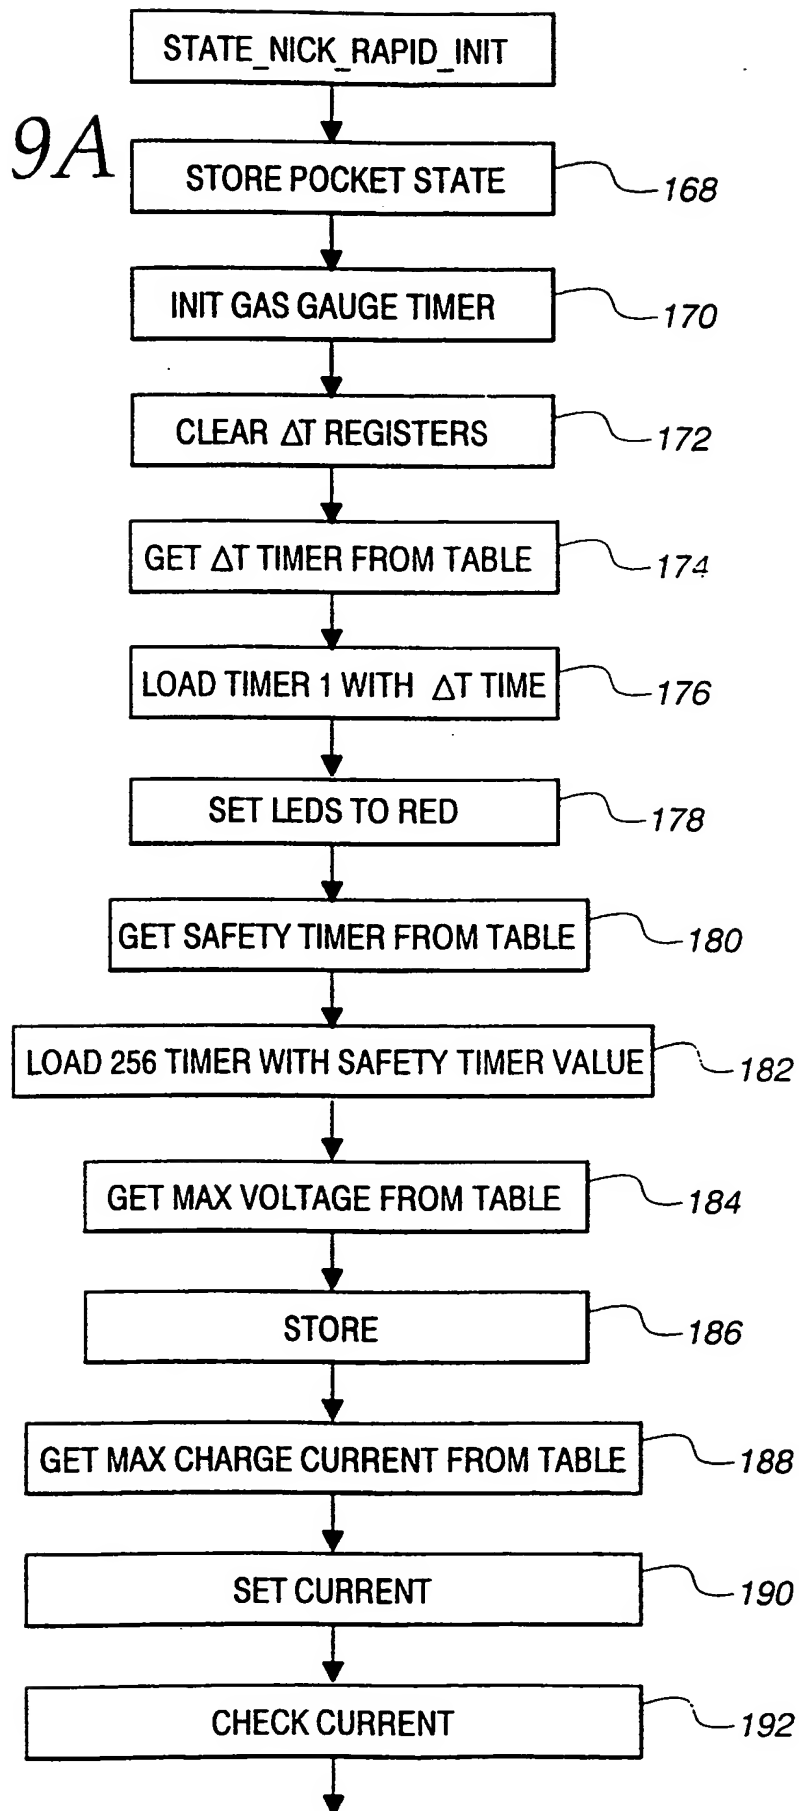 STATE_NICK_RAPID_INIT
9A
STORE POCKET STATE
168
INIT GAS GAUGE TIMER
170
CLEAR ΔT REGISTERS
172
GET ΔT TIMER FROM TABLE
174
LOAD TIMER 1 WITH ΔT TIME
176
SET LEDS TO RED
178
GET SAFETY TIMER FROM TABLE
180
LOAD 256 TIMER WITH SAFETY TIMER VALUE
182
GET MAX VOLTAGE FROM TABLE
184
STORE
186
GET MAX CHARGE CURRENT FROM TABLE
188
SET CURRENT
190
CHECK CURRENT
192